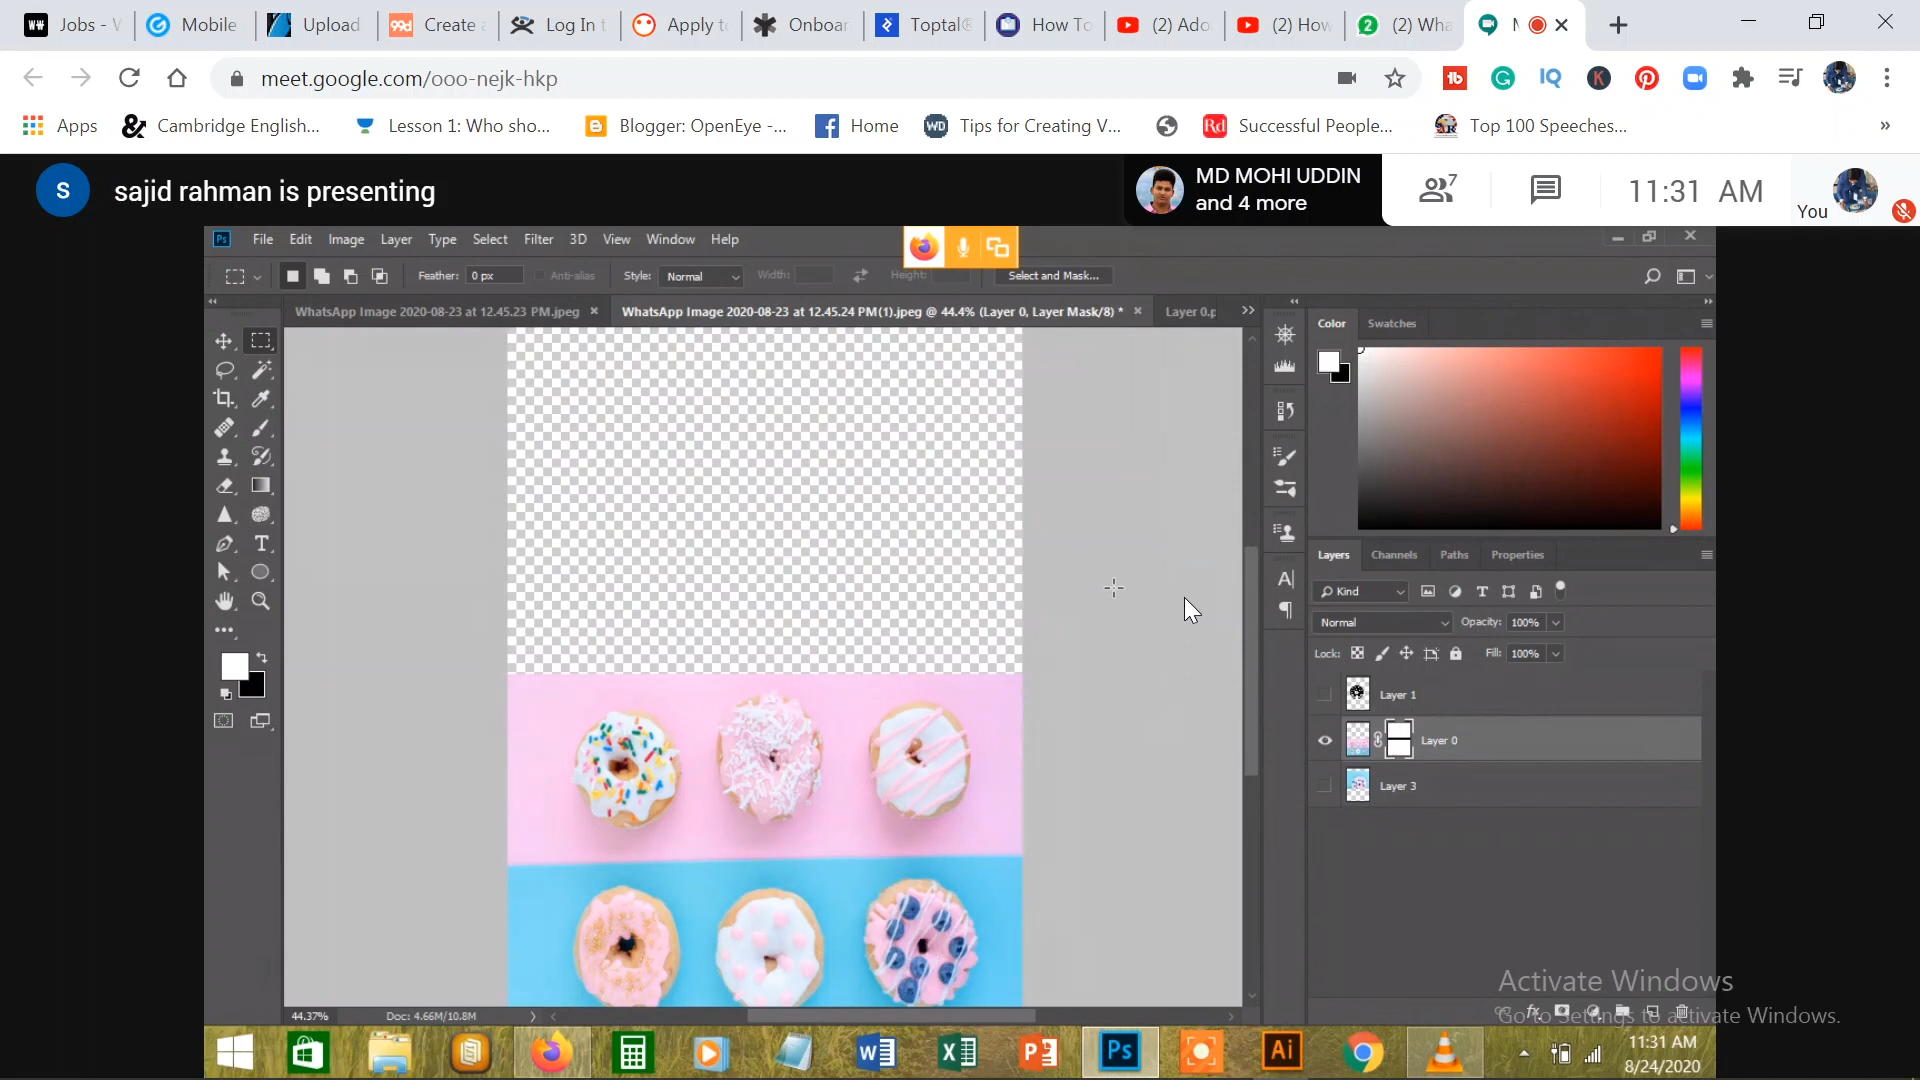 Jobs - W
Mobile
Upload
Create a
Log In t
Apply to
Onboar
Toptal®
How To
(2) Ado
(2) How
(2) Wha
meet.google.com/ooo-nejk-hkp
Apps
Cambridge English...
Lesson 1: Who sho...
Blogger: OpenEye -...
Home
Tips for Creating V...
Successful People...
Top 100 Speeches...
S
sajid rahman is presenting
MD MOHI UDDIN
and 4 more
7
11:31 AM
You
File Edit Image Layer Type Select Filter 3D View Window Help
Feather: 0 px
Anti-alias
Style: Normal
Width:
Height:
Select and Mask...
WhatsApp Image 2020-08-23 at 12.45.23 PM.jpeg
WhatsApp Image 2020-08-23 at 12.45.24 PM(1).jpeg @ 44.4% (Layer 0, Layer Mask/8) *
Layer 0.p
Color
Swatches
Layers
Channels
Paths
Properties
Kind
Normal
Opacity: 100%
Lock:
Fill: 100%
Layer 1
Layer 0
Layer 3
44.37%
Doc: 4.66M/10.8M
Activate Windows
Go to Settings to activate Windows.
11:31 AM
8/24/2020